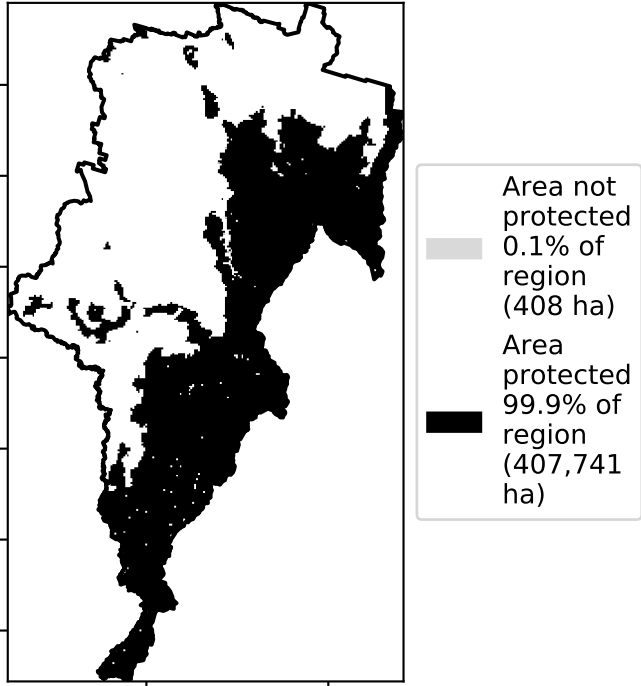 Area not
protected
0.1% of
region
(408 ha)
Area
protected
99.9% of
region
(407,741
ha)